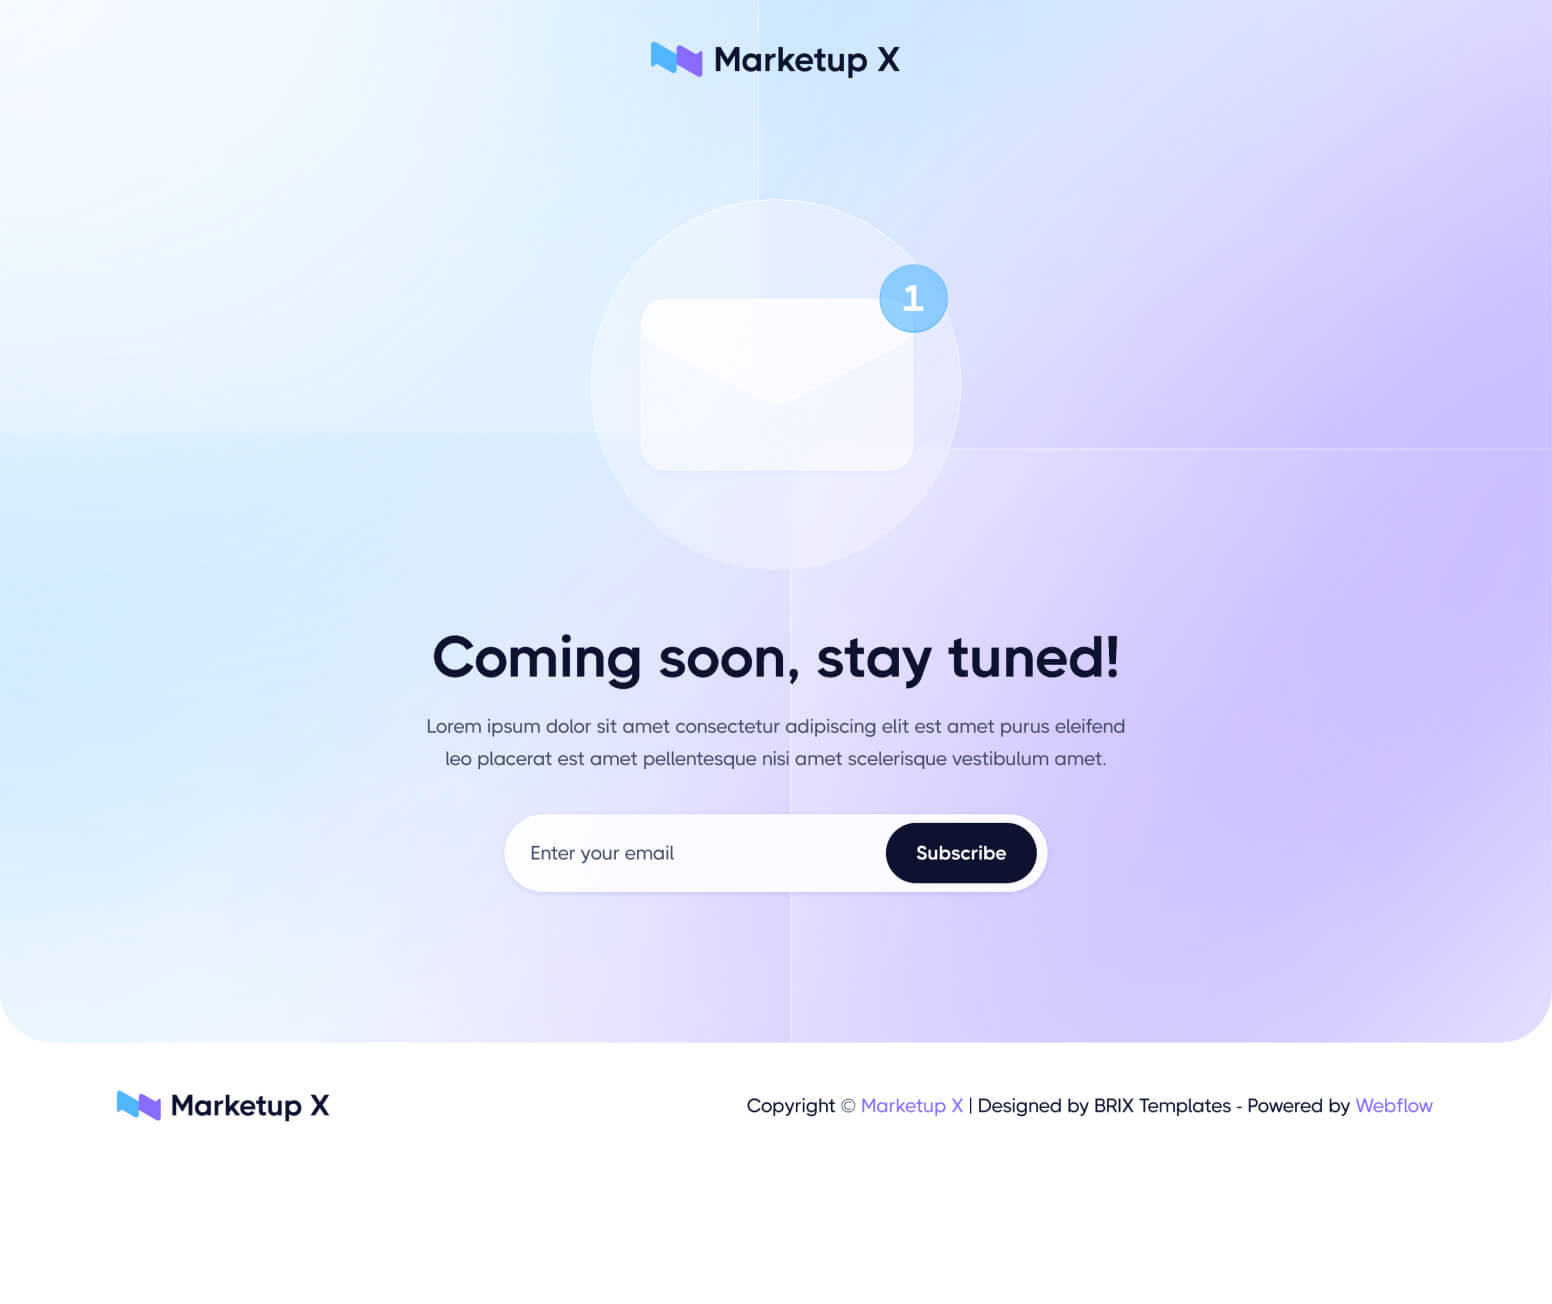 Marketup X
1
Coming soon, stay tuned!
Lorem ipsum dolor sit amet consectetur adipiscing elit est amet purus eleifend
leo placerat est amet pellentesque nisi amet scelerisque vestibulum amet.
Enter your email
Subscribe
Marketup X
Copyright © Marketup X | Designed by BRIX Templates - Powered by Webflow